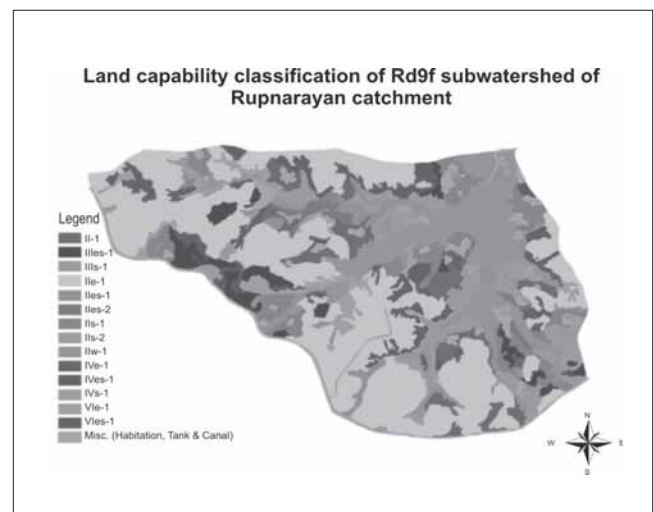 Land capability classification of Rd9f subwatershed of
Rupnarayan catchment
Legend
II-1
IIIes-1
IIIs-1
IIe-1
IIes-1
IIes-2
IIs-1
IIs-2
IIw-1
IVe-1
IVes-1
IVs-1
VIe-1
VIes-1
Misc. (Habitation, Tank & Canal)
N
W
E
S